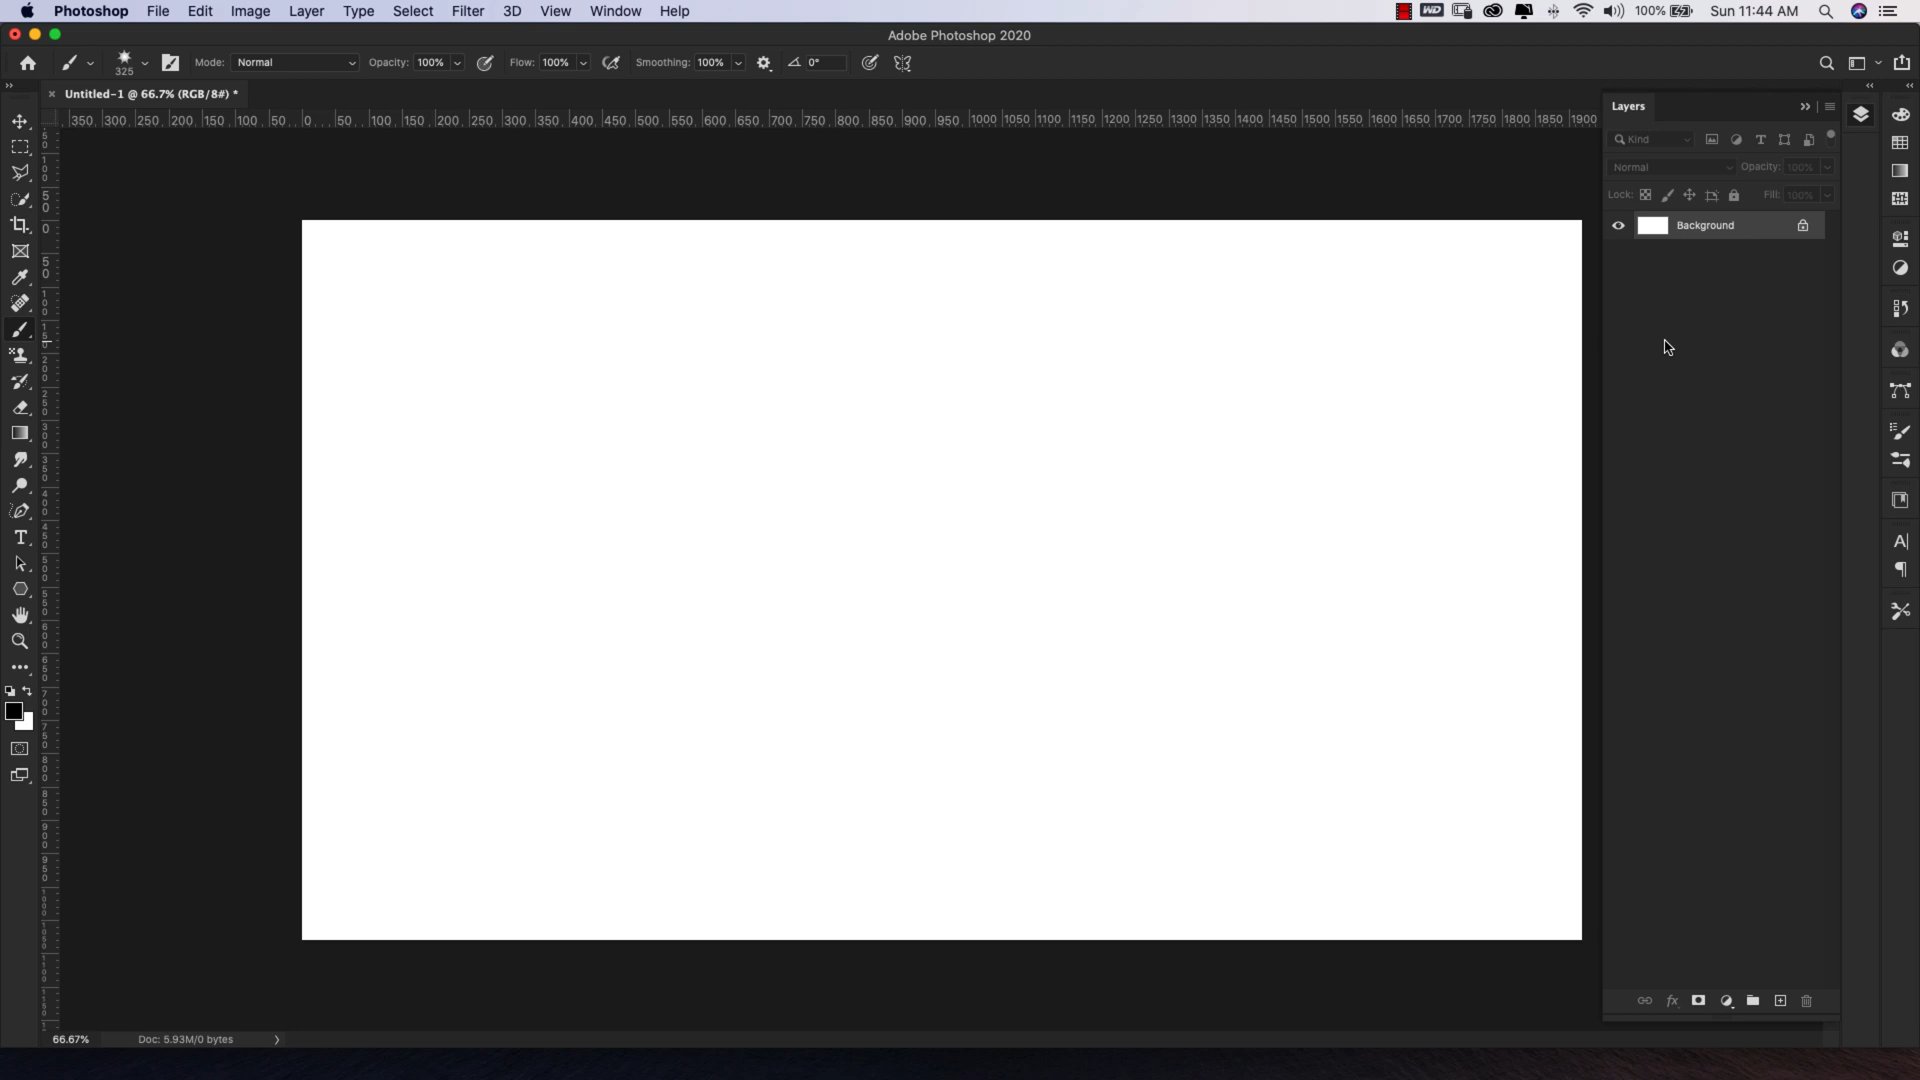 Photoshop File Edit Image Layer Type Select Filter 3D View Window Help WD 100% Sun 11:44 AM
Adobe Photoshop 2020
325 Mode: Normal Opacity: 100% Flow: 100% Smoothing: 100% 0°
Untitled-1 @ 66.7% (RGB/8#) *
350 300 250 200 150 100 50 0 50 100 150 200 250 300 350 400 450 500 550 600 650 700 750 800 850 900 950 1000 1050 1100 1150 1200 1250 1300 1350 1400 1450 1500 1550 1600 1650 1700 1750 1800 1850 1900
Layers
Kind
Normal Opacity: 100%
Lock: Fill: 100%
Background
66.67% Doc: 5.93M/0 bytes